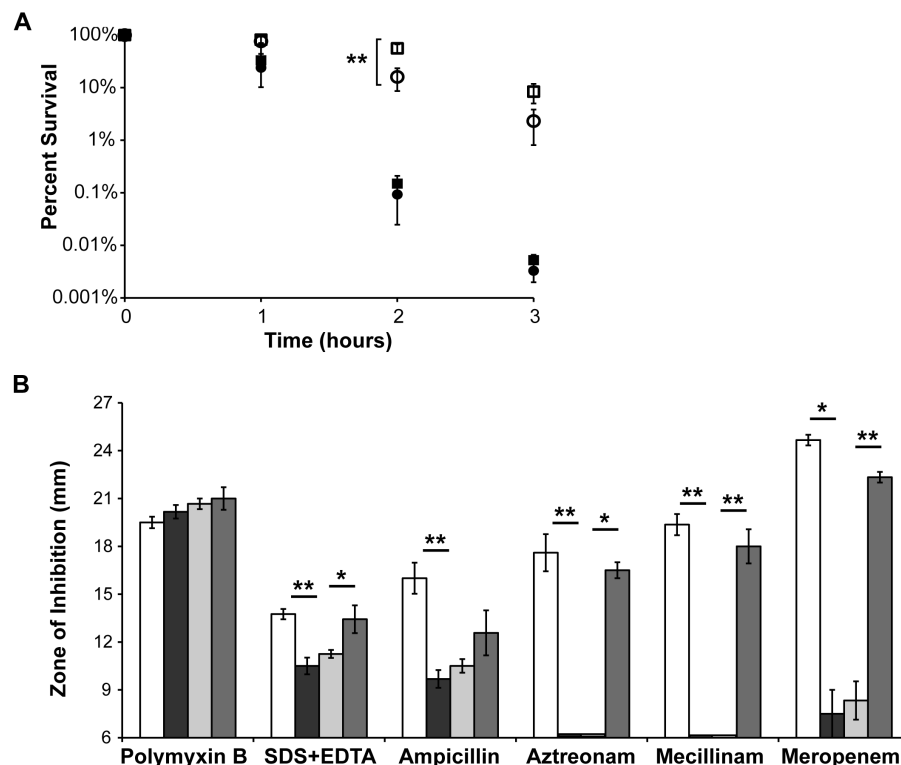 A
Percent Survival
100%
10%
1%
0.1%
0.01%
0.001%
**
0 1 2 3
Time (hours)
B
Zone of Inhibition (mm)
27
24
21
18
15
12
9
6
** * ** ** * ** ** * **
Polymyxin B SDS+EDTA Ampicillin Aztreonam Mecillinam Meropenem